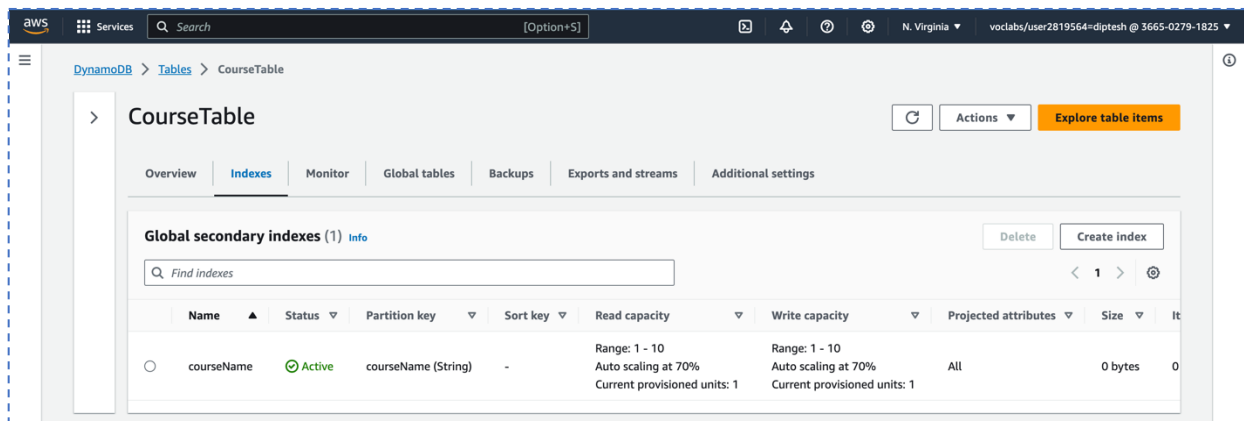 aws Services Search [Option+S] N. Virginia ▼ voclabs/user2819564=diptesh @ 3665-0279-1825 ▼
DynamoDB > Tables > CourseTable
CourseTable
Actions ▼ Explore table items
Overview Indexes Monitor Global tables Backups Exports and streams Additional settings
Global secondary indexes (1) Info Delete Create index
Find indexes < 1 >
Name ▲ Status ▽ Partition key ▽ Sort key ▽ Read capacity ▽ Write capacity ▽ Projected attributes ▽ Size ▽ It
Range: 1 - 10 Range: 1 - 10
courseName Active courseName (String) - Auto scaling at 70% Auto scaling at 70% All 0 bytes 0
Current provisioned units: 1 Current provisioned units: 1